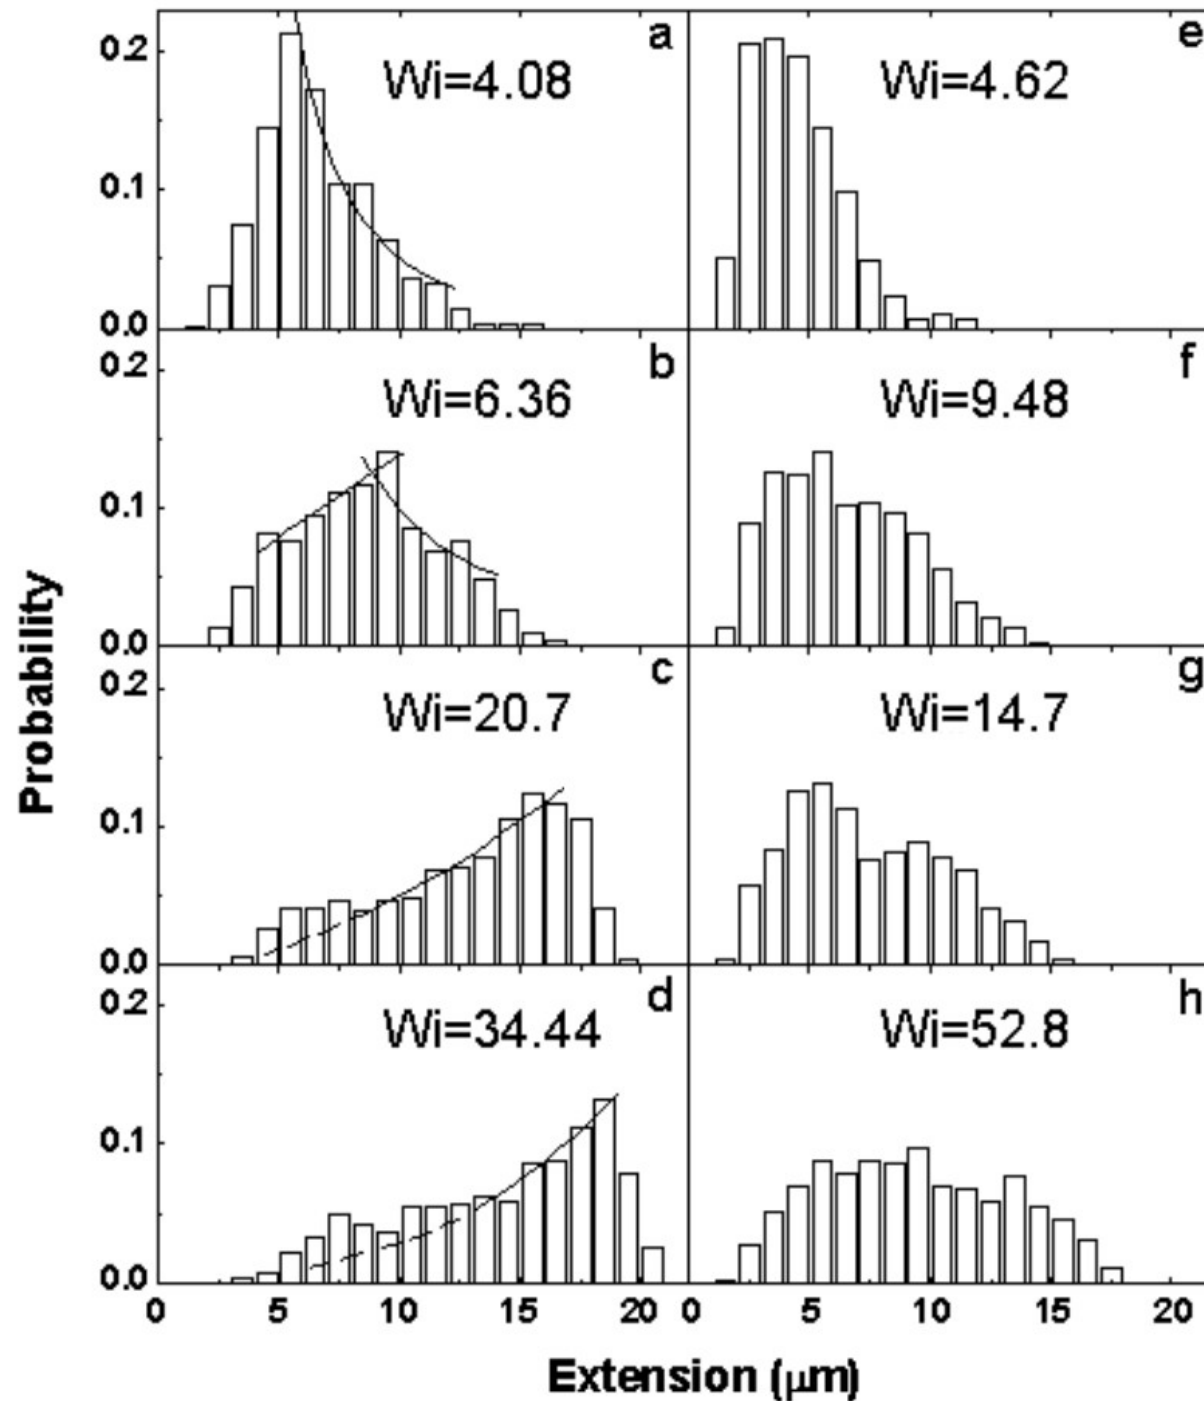 a
Wi=4.08
e
Wi=4.62
0.2
0.1
0.0
b
Wi=6.36
f
Wi=9.48
0.2
0.1
0.0
c
Wi=20.7
g
Wi=14.7
0.2
0.1
0.0
d
Wi=34.44
h
Wi=52.8
0.2
0.1
0.0
Probability
0 5 10 15 20 0 5 10 15 20
Extension (μm)